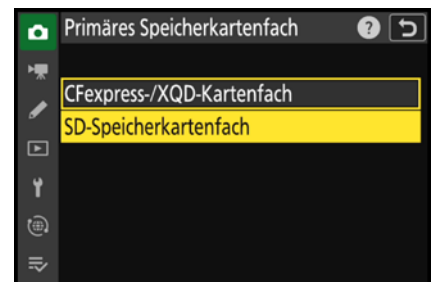 Primäres Speicherkartenfach ?
CFexpress-/XQD-Kartenfach
SD-Speicherkartenfach